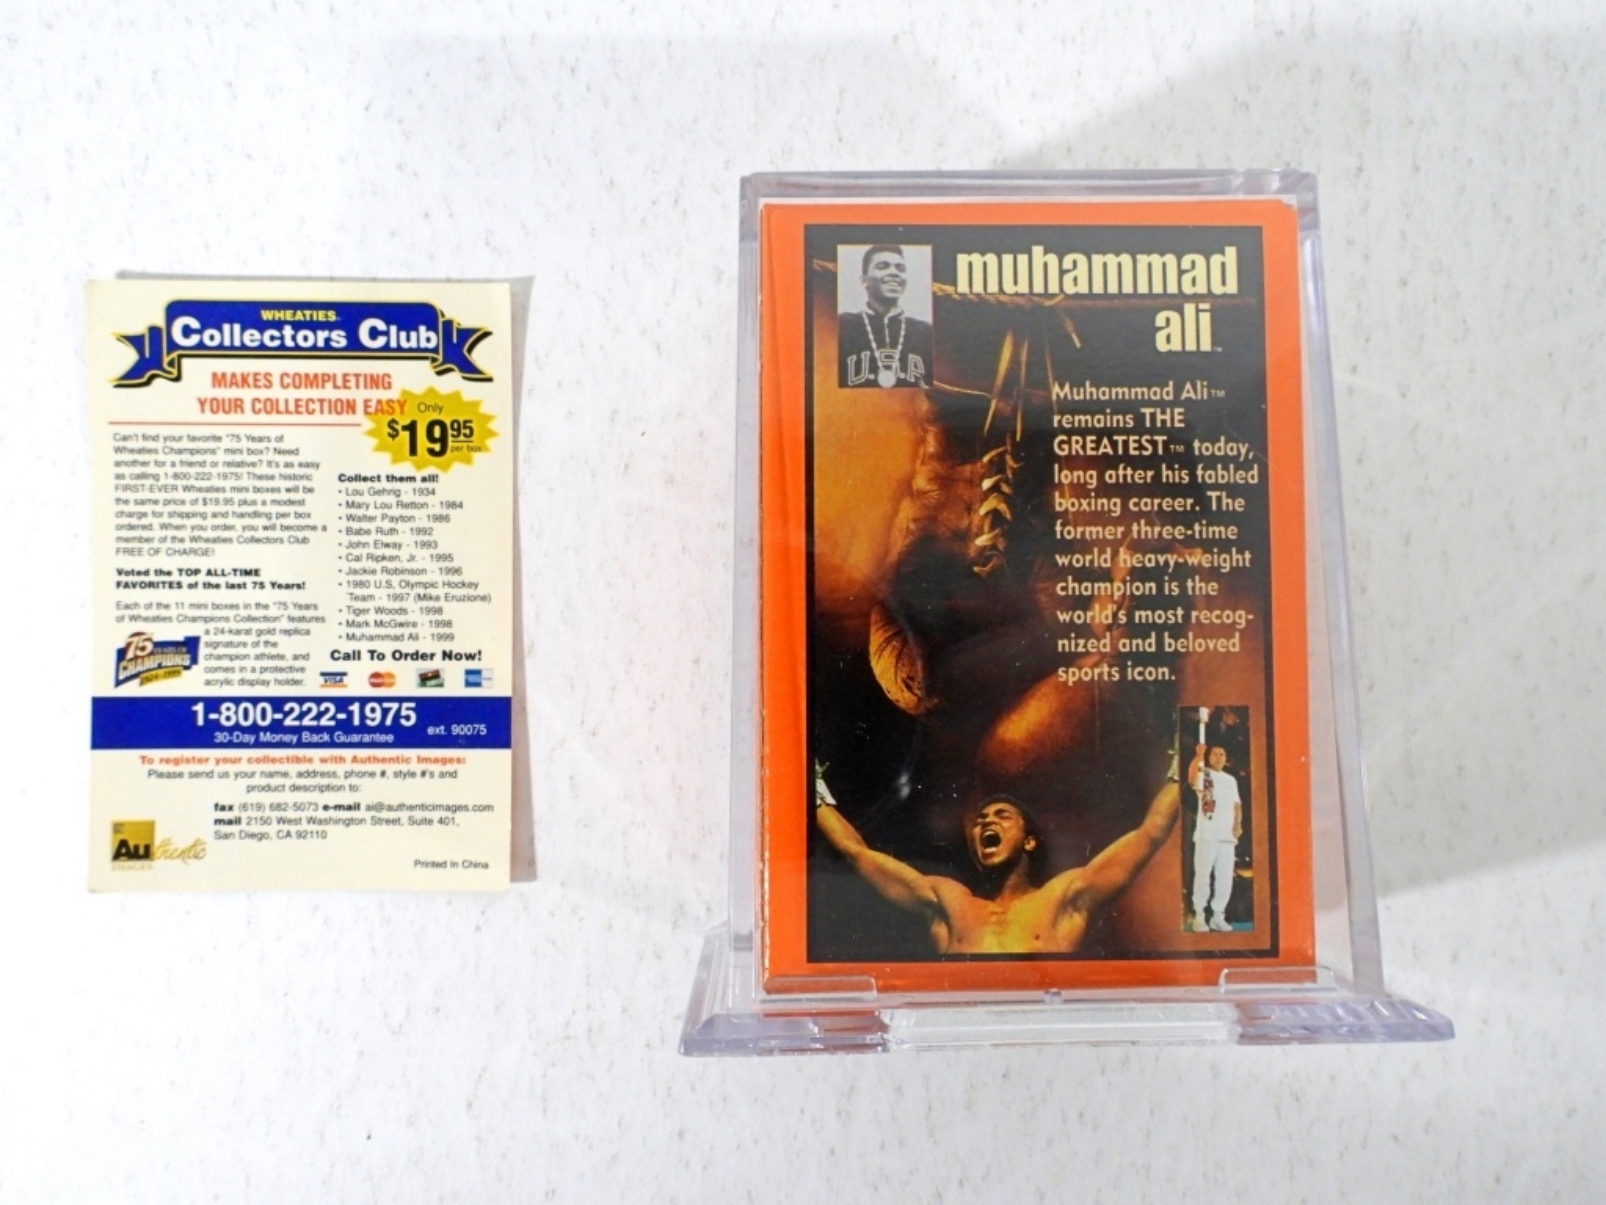 WHEATIES
Collectors Club
MAKES COMPLETING
YOUR COLLECTION EASY
Only
$19.95
per box
Can't find your favorite "75 Years of
Wheaties Champions" mini box? Need
another for a friend or relative? It's as easy
as calling 1-800-222-1975! These historic
FIRST-EVER Wheaties mini boxes will be
the same price of $19.95 plus a modest
charge for shipping and handling per box
ordered. When you order, you will become a
member of the Wheaties Collectors Club
FREE OF CHARGE!
Voted the TOP ALL-TIME
FAVORITES of the last 75 Years!
Each of the 11 mini boxes in the "75 Years
of Wheaties Champions Collection" features
a 24-karat gold replica
signature of the
champion athlete, and
comes in a protective
acrylic display holder.
75 YEARS OF
CHAMPIONS
1924-1999
Collect them all!
• Lou Gehrig - 1934
• Mary Lou Retton - 1984
• Walter Payton - 1986
• Babe Ruth - 1992
• John Elway - 1993
• Cal Ripken, Jr. - 1995
• Jackie Robinson - 1996
• 1980 U.S. Olympic Hockey
Team - 1997 (Mike Eruzione)
• Tiger Woods - 1998
• Mark McGwire - 1998
• Muhammad Ali - 1999
Call To Order Now!
VISA
1-800-222-1975 ext. 90075
30-Day Money Back Guarantee
To register your collectible with Authentic Images:
Please send us your name, address, phone #, style #'s and
product description to:
fax (619) 682-5073 e-mail ai@authenticimages.com
mail 2150 West Washington Street, Suite 401,
San Diego, CA 92110
Authentic
IMAGES
Printed In China
muhammad
ali™
U.S.A
Muhammad Ali™
remains THE
GREATEST™ today,
long after his fabled
boxing career. The
former three-time
world heavy-weight
champion is the
world's most recog-
nized and beloved
sports icon.